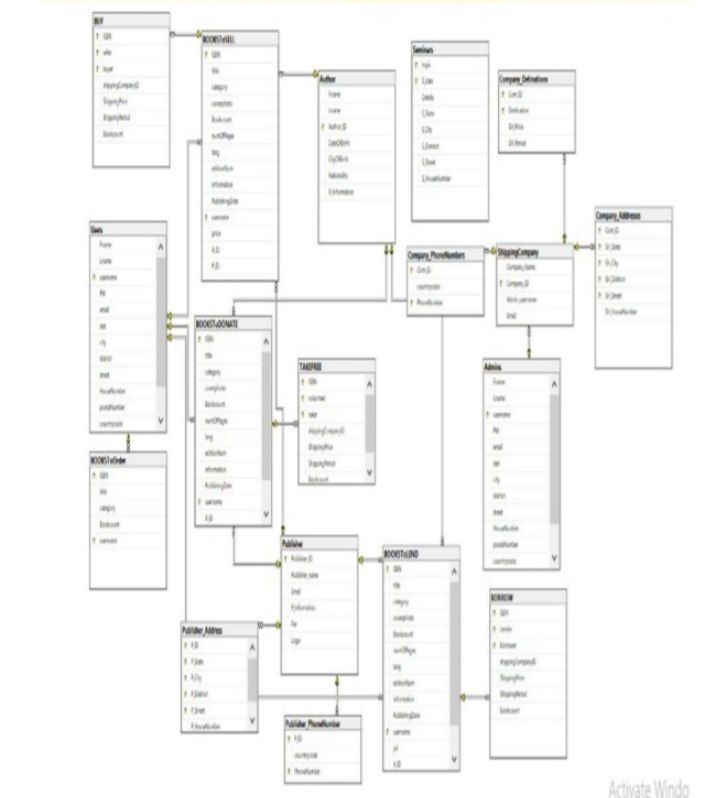 BUY
ISBN
seller
buyer
shippingCompanyID
ShippingPrice
ShippingPeriod
Bookcount
BOOKSToSELL
ISBN
title
category
coverphoto
Bookcount
numOfPages
lang
editionNum
information
PublishingDate
username
price
A_ID
P_ID
Author
Fname
Lname
Author_ID
DateOfBirth
CityOfBirth
Nationality
A_Information
Seminars
topic
S_date
Details
S_State
S_City
S_District
S_Street
S_HouseNumber
Company_Detinations
Com_ID
Destination
SH_Price
SH_Period
Company_Addresses
Com_ID
SH_State
SH_City
SH_District
SH_Street
SH_HouseNumber
Company_PhoneNumbers
Com_ID
countrycode
PhoneNumber
ShippingCompany
Company_Name
Company_ID
Admin_username
Email
Users
Fname
Lname
username
email
city
district
street
HouseNumber
postalNumber
countrycode
BOOKSToDONATE
ISBN
title
category
coverphoto
Bookcount
numOfPages
lang
editionNum
information
PublishingDate
username
A_ID
TAKEFREE
ISBN
volunteer
taker
shippingCompanyID
ShippingPrice
ShippingPeriod
Bookcount
Admins
Fname
Lname
username
email
city
district
street
HouseNumber
postalNumber
countrycode
BOOKSToOrder
ISBN
title
category
Bookcount
username
Publisher
Publisher_ID
Publisher_name
Email
P_Information
Fax
Logo
BOOKSToLEND
ISBN
title
category
coverphoto
Bookcount
numOfPages
lang
editionNum
information
PublishingDate
username
A_ID
BORROW
ISBN
Lender
Borrower
shippingCompanyID
ShippingPrice
ShippingPeriod
Bookcount
Publisher_Address
P_ID
P_State
P_City
P_District
P_Street
P_HouseNumber
Publisher_PhoneNumber
P_ID
countrycode
PhoneNumber
Activate Windo